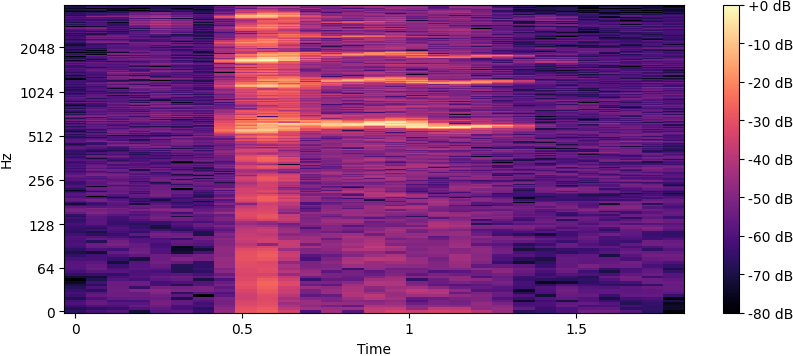 +0 dB
2048
-10 dB
1024
-20 dB
512
-30 dB
Hz
256
-40 dB
128
-50 dB
64
-60 dB
0
-70 dB
-80 dB
0
0.5
1
1.5
Time